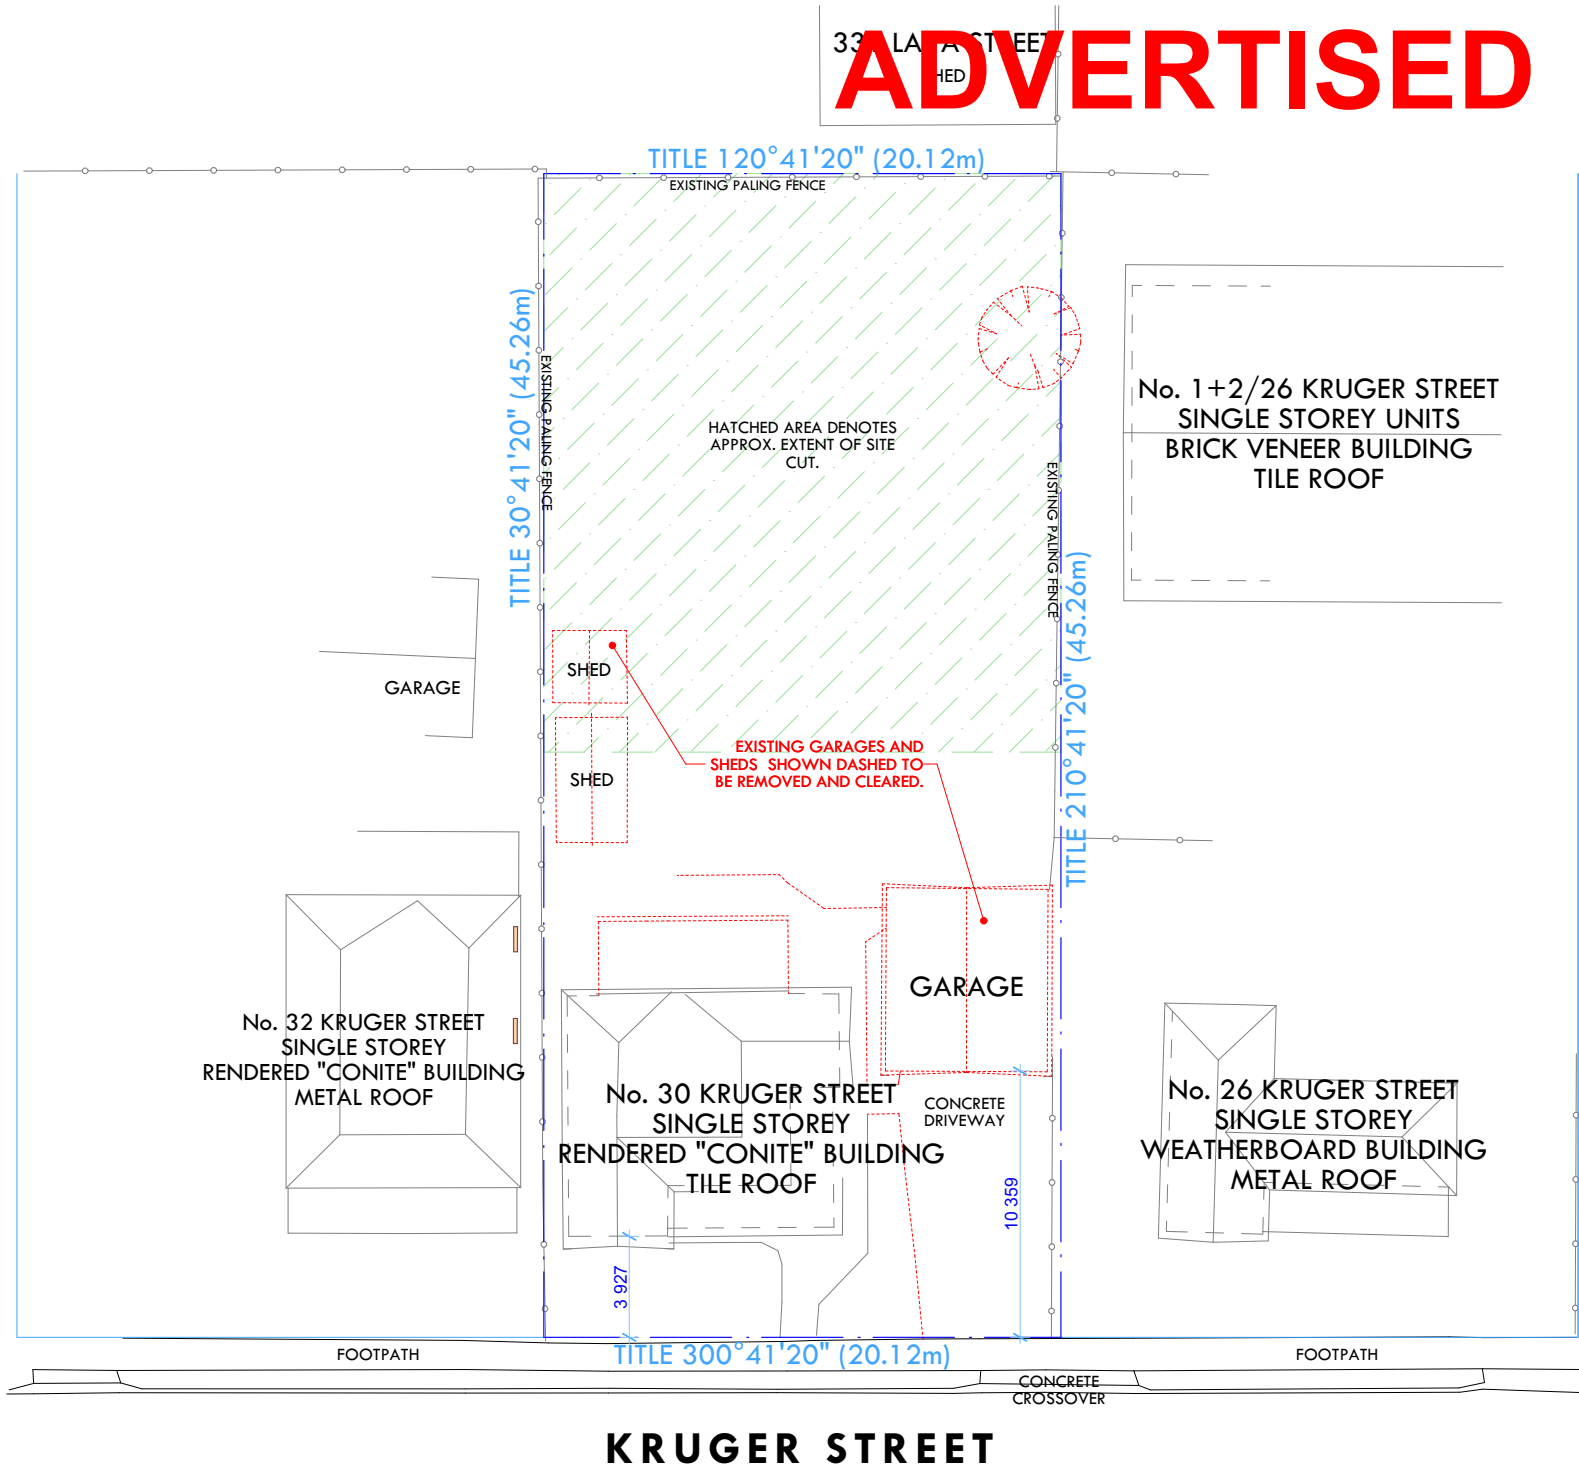 ADVERTISED
STREET
TITLE 120°41'20" (20.12m)
EXISTING PALING FENCE
TITLE 30°41'20" (45.26m)
EXISTING PALING FENCE
HATCHED AREA DENOTES
APPROX. EXTENT OF SITE
CUT.
EXISTING PALING FENCE
TITLE 210°41'20" (45.26m)
No. 1+2/26 KRUGER STREET
SINGLE STOREY UNITS
BRICK VENEER BUILDING
TILE ROOF
GARAGE
SHED
SHED
EXISTING GARAGES AND
SHEDS SHOWN DASHED TO
BE REMOVED AND CLEARED.
GARAGE
No. 32 KRUGER STREET
SINGLE STOREY
RENDERED "CONITE" BUILDING
METAL ROOF
No. 30 KRUGER STREET
SINGLE STOREY
RENDERED "CONITE" BUILDING
TILE ROOF
CONCRETE
DRIVEWAY
No. 26 KRUGER STREET
SINGLE STOREY
WEATHERBOARD BUILDING
METAL ROOF
10 359
3 927
FOOTPATH
TITLE 300°41'20" (20.12m)
FOOTPATH
CONCRETE
CROSSOVER
KRUGER STREET